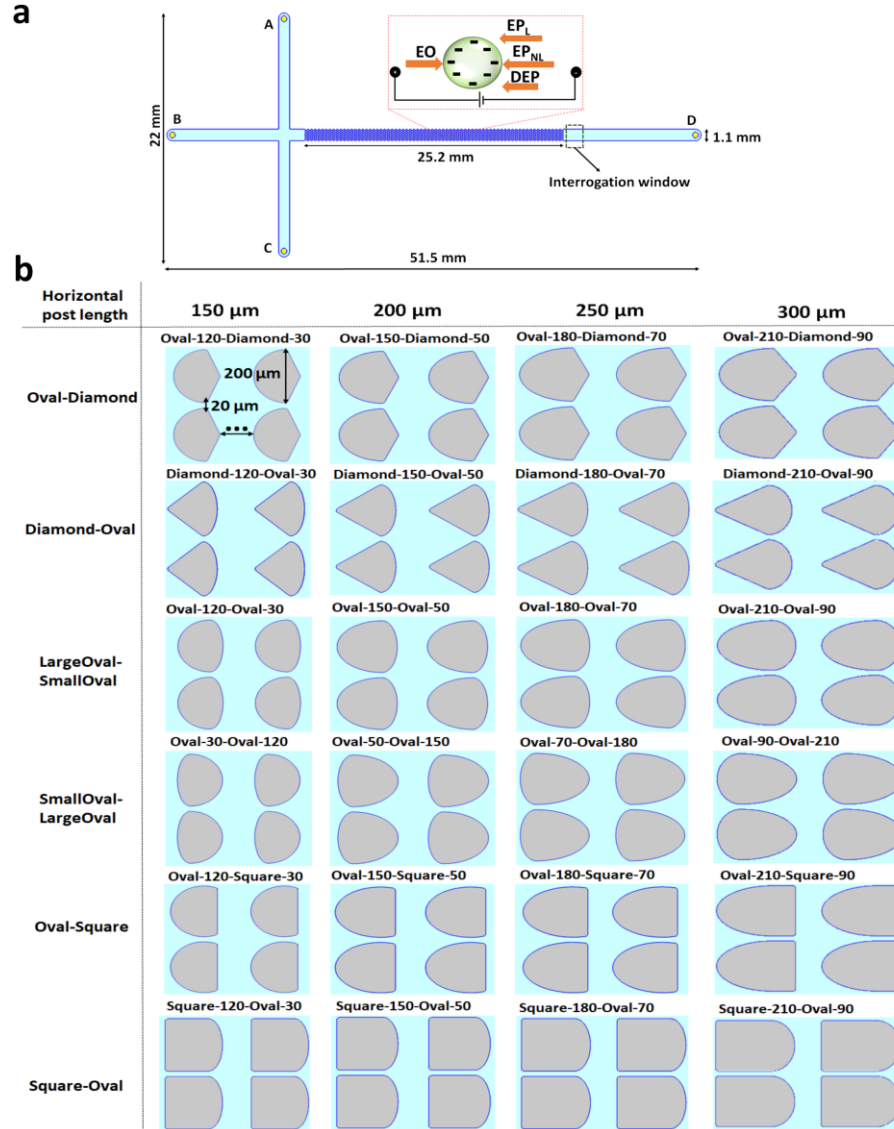 a
A
EP_L
EO
EP_NL
DEP
B
D
22 mm
1.1 mm
25.2 mm
Interrogation window
C
51.5 mm
b
Horizontal
post length
150 µm
200 µm
250 µm
300 µm
Oval-120-Diamond-30
Oval-150-Diamond-50
Oval-180-Diamond-70
Oval-210-Diamond-90
Oval-Diamond
200 µm
20 µm
Diamond-120-Oval-30
Diamond-150-Oval-50
Diamond-180-Oval-70
Diamond-210-Oval-90
Diamond-Oval
Oval-120-Oval-30
Oval-150-Oval-50
Oval-180-Oval-70
Oval-210-Oval-90
LargeOval-
SmallOval
Oval-30-Oval-120
Oval-50-Oval-150
Oval-70-Oval-180
Oval-90-Oval-210
SmallOval-
LargeOval
Oval-120-Square-30
Oval-150-Square-50
Oval-180-Square-70
Oval-210-Square-90
Oval-Square
Square-120-Oval-30
Square-150-Oval-50
Square-180-Oval-70
Square-210-Oval-90
Square-Oval